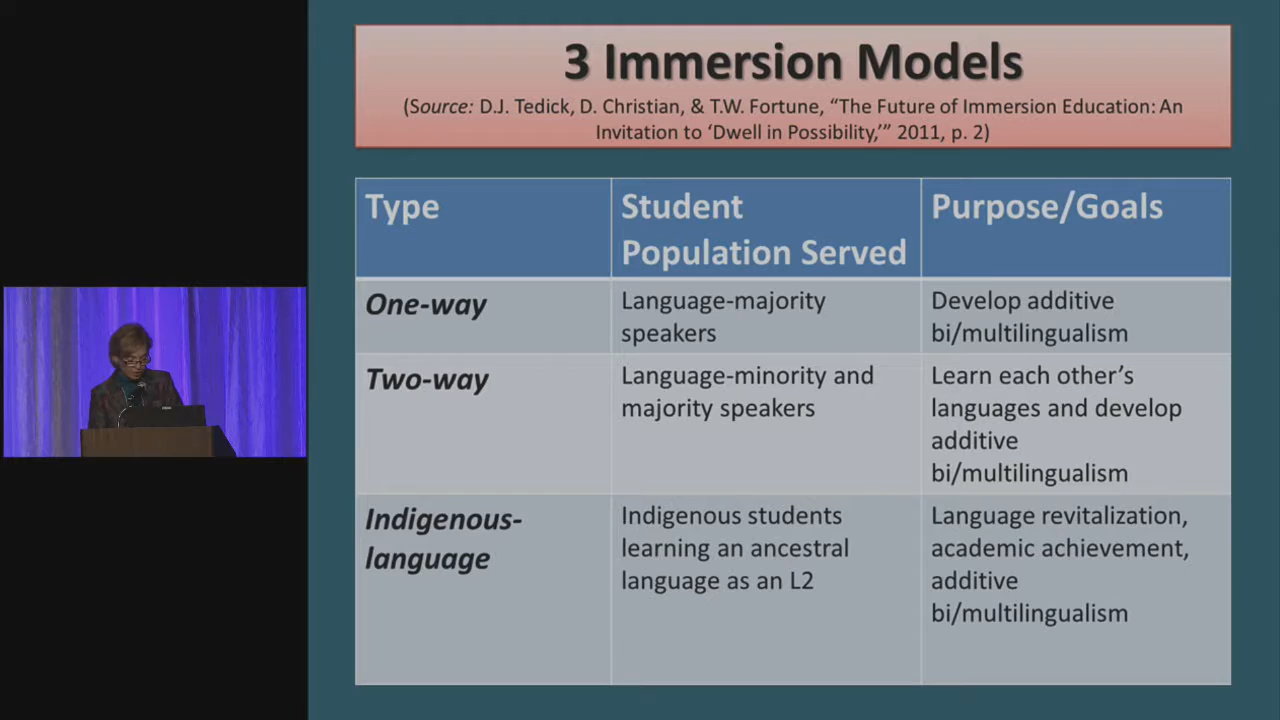 3 Immersion Models
(Source: D.J. Tedick, D. Christian, & T.W. Fortune, “The Future of Immersion Education: An
Invitation to ‘Dwell in Possibility,’” 2011, p. 2)
Type
Student
Population Served
Purpose/Goals
One-way
Language-majority
speakers
Develop additive
bi/multilingualism
Two-way
Language-minority and
majority speakers
Learn each other’s
languages and develop
additive
bi/multilingualism
Indigenous-
language
Indigenous students
learning an ancestral
language as an L2
Language revitalization,
academic achievement,
additive
bi/multilingualism